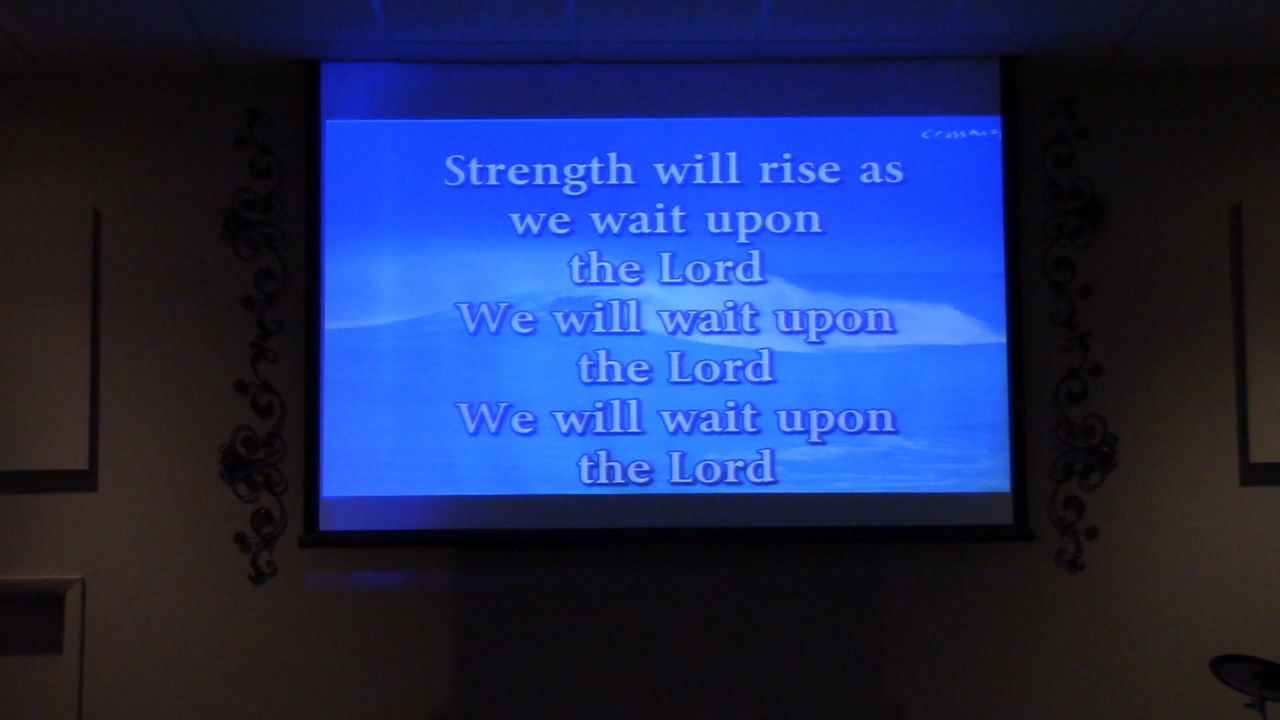 Strength will rise as
we wait upon
the Lord
We will wait upon
the Lord
We will wait upon
the Lord